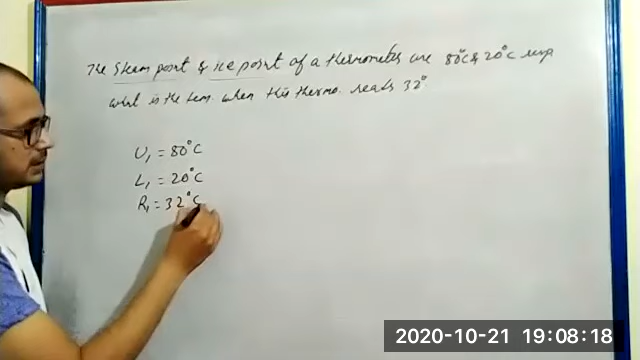 The steam point & ice point of a thermometer are 80°C & 20°C resp
what is the tem. when this thermo. reads 32°
U₁ = 80°C
L₁ = 20°C
R₁ = 32°C
2020-10-21 19:08:18